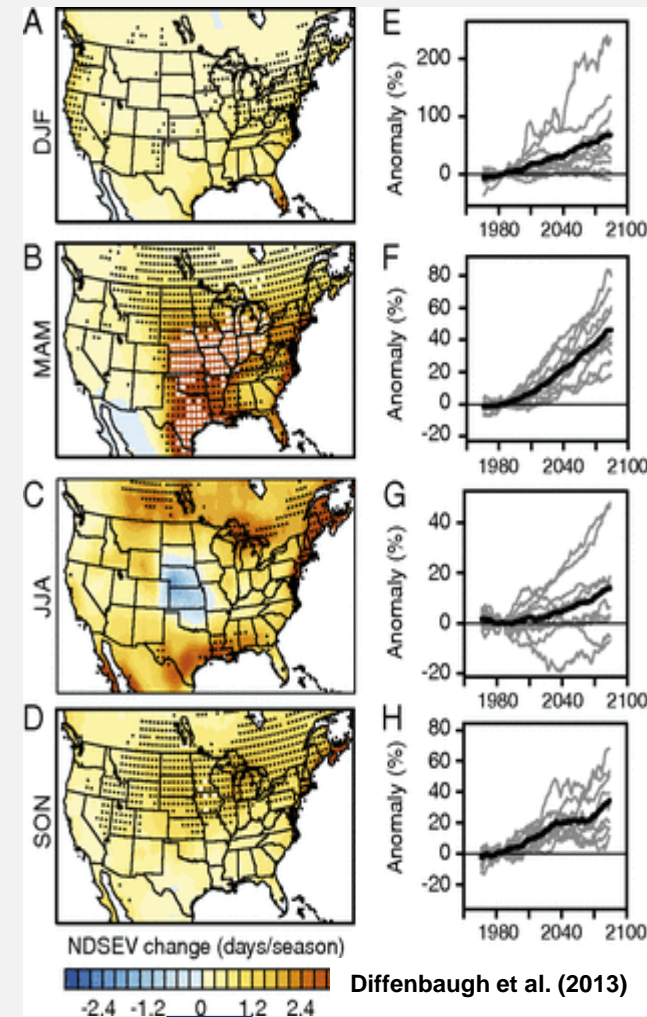 A
DJF
E
Anomaly (%)
200
100
0
1980 2040 2100
B
MAM
F
Anomaly (%)
80
60
40
20
0
-20
1980 2040 2100
C
JJA
G
Anomaly (%)
40
20
0
-20
1980 2040 2100
D
SON
H
Anomaly (%)
80
60
40
20
0
-20
1980 2040 2100
NDSEV change (days/season)
-2.4 -1.2 0 1.2 2.4
Diffenbaugh et al. (2013)